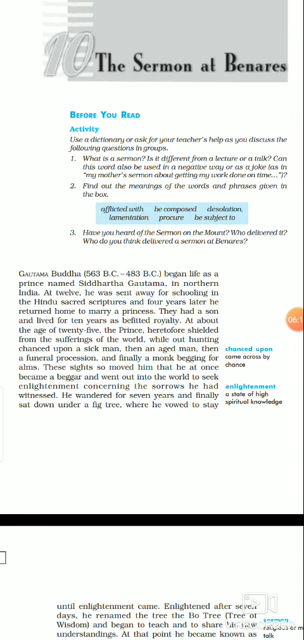 10 The Sermon at Benares
BEFORE YOU READ
Activity
Use a dictionary or ask for your teacher's help as you discuss the
following questions in groups.
1. What is a sermon? Is it different from a lecture or a talk? Can
this word also be used in a negative way or as a joke (as in
"my mother's sermon about getting my work done on time…")?
2. Find out the meanings of the words and phrases given in
the box.
afflicted with be composed desolation,
lamentation procure be subject to
3. Have you heard of the Sermon on the Mount? Who delivered it?
Who do you think delivered a sermon at Benares?
GAUTAMA Buddha (563 B.C. – 483 B.C.) began life as a
prince named Siddhartha Gautama, in northern
India. At twelve, he was sent away for schooling in
the Hindu sacred scriptures and four years later he
returned home to marry a princess. They had a son
and lived for ten years as befitted royalty. At about
the age of twenty-five, the Prince, heretofore shielded
from the sufferings of the world, while out hunting
chanced upon a sick man, then an aged man, then
a funeral procession, and finally a monk begging for
alms. These sights so moved him that he at once
became a beggar and went out into the world to seek
enlightenment concerning the sorrows he had
witnessed. He wandered for seven years and finally
sat down under a fig tree, where he vowed to stay
06:1
chanced upon
came across by
chance
enlightenment
a state of high
spiritual knowledge
until enlightenment came. Enlightened after seven
days, he renamed the tree the Bo Tree (Tree of
Wisdom) and began to teach and to share his new
understandings. At that point he became known as
talk